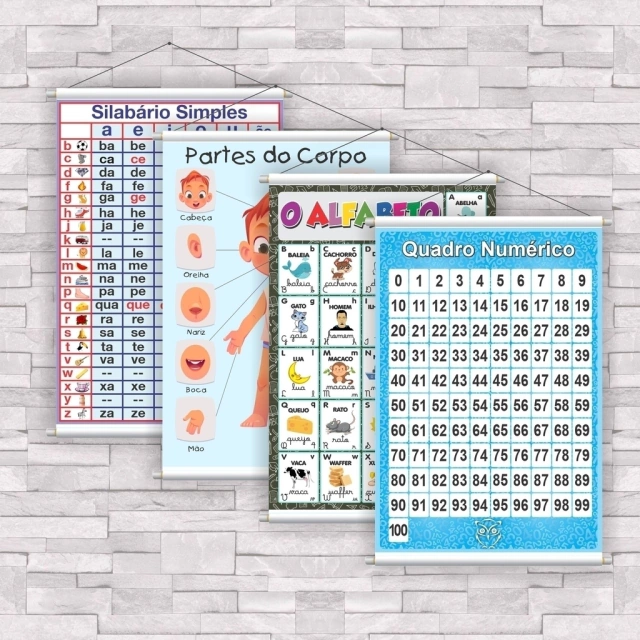 Silabário Simples
a e i o u ão
b ba be
c ca ce
d da de
f fa fe
g ga ge
h ha he
j ja je
k -- --
l la le
m ma me
n na ne
p pa pe
q qua que
r ra re
s sa se
t ta te
v va ve
w -- --
x xa xe
y -- --
z za ze
Partes do Corpo
Cabeça
Orelha
Nariz
Boca
Mão
O ALFABETO
A a
ABELHA
B b C c D
BALEIA CACHORRO
baleia cachorro
G g H h
GATO HOMEM
gato homem
L l M m N
LUA MACACO
lua macaco
Q q R r S
QUEIJO RATO
queijo rato
V v W w X
VACA WAFFER
vaca waffer
Quadro Numérico
0 1 2 3 4 5 6 7 8 9
10 11 12 13 14 15 16 17 18 19
20 21 22 23 24 25 26 27 28 29
30 31 32 33 34 35 36 37 38 39
40 41 42 43 44 45 46 47 48 49
50 51 52 53 54 55 56 57 58 59
60 61 62 63 64 65 66 67 68 69
70 71 72 73 74 75 76 77 78 79
80 81 82 83 84 85 86 87 88 89
90 91 92 93 94 95 96 97 98 99
100